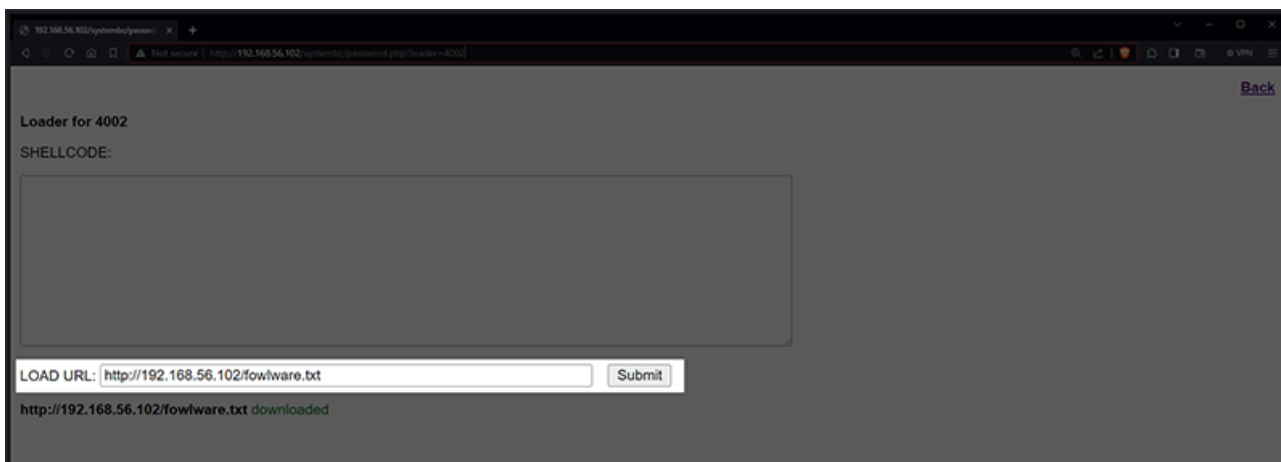 192.168.56.102/systembc/passwor
Not secure | http://192.168.56.102/systembc/password.php?loader=4002
VPN
Back
Loader for 4002
SHELLCODE:
LOAD URL: http://192.168.56.102/fowlware.txt Submit
http://192.168.56.102/fowlware.txt downloaded